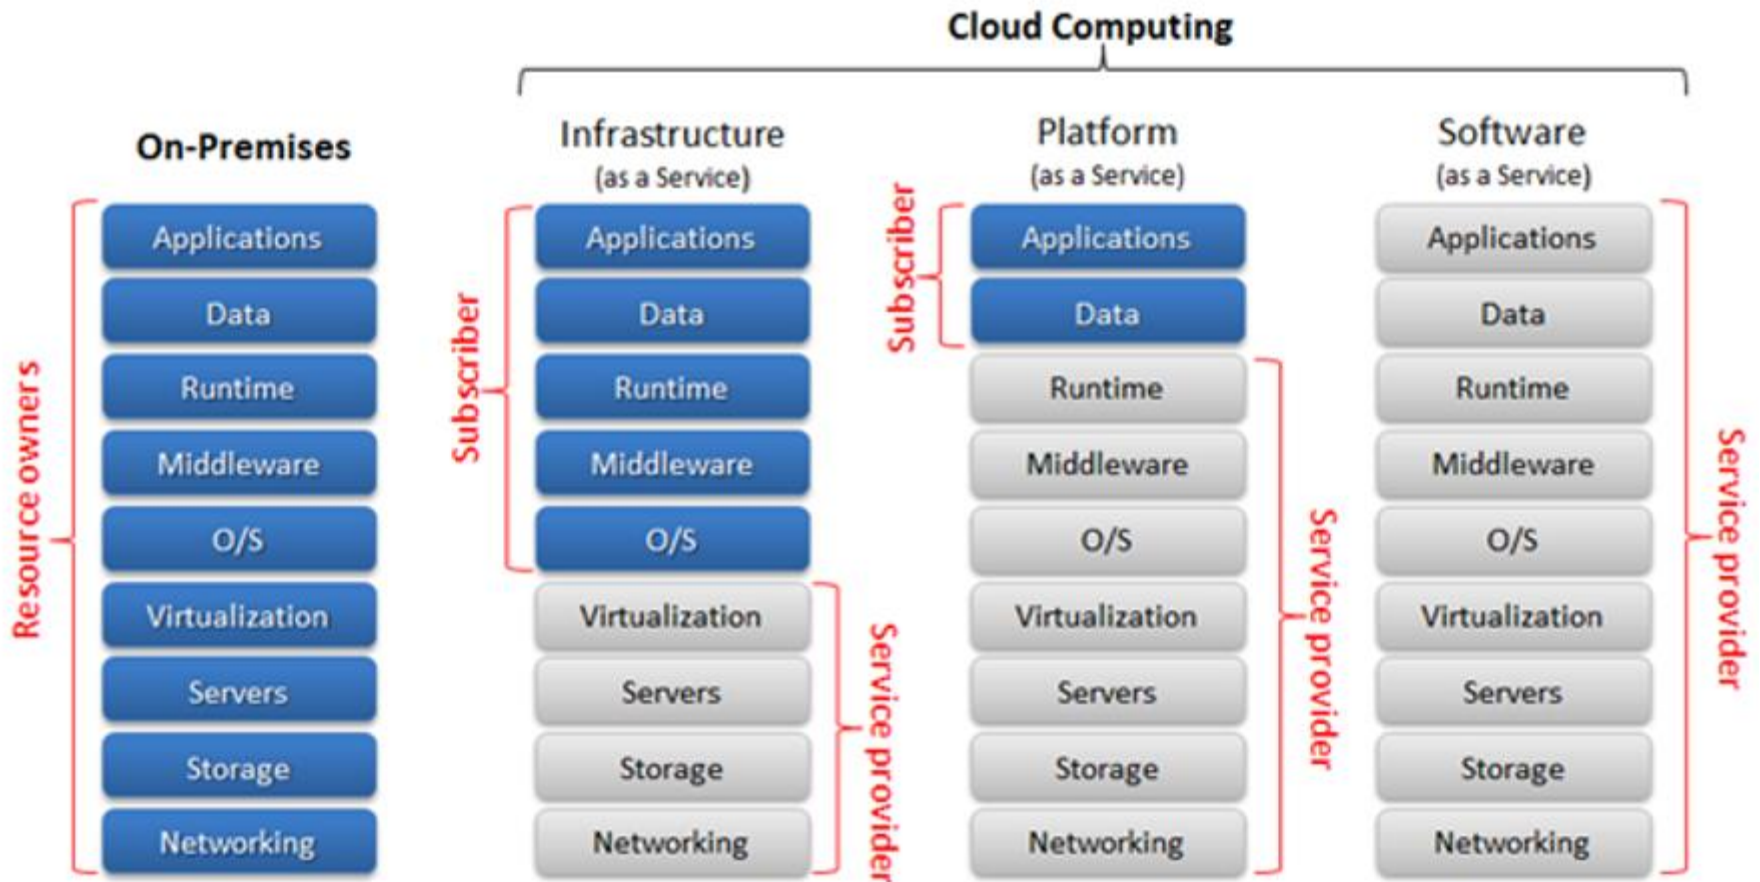 Cloud Computing
On-Premises
Infrastructure
(as a Service)
Platform
(as a Service)
Software
(as a Service)
Resource owners
Applications
Data
Runtime
Middleware
O/S
Virtualization
Servers
Storage
Networking
Subscriber
Applications
Data
Runtime
Middleware
O/S
Virtualization
Servers
Storage
Networking
Service provider
Subscriber
Applications
Data
Runtime
Middleware
O/S
Virtualization
Servers
Storage
Networking
Service provider
Applications
Data
Runtime
Middleware
O/S
Virtualization
Servers
Storage
Networking
Service provider